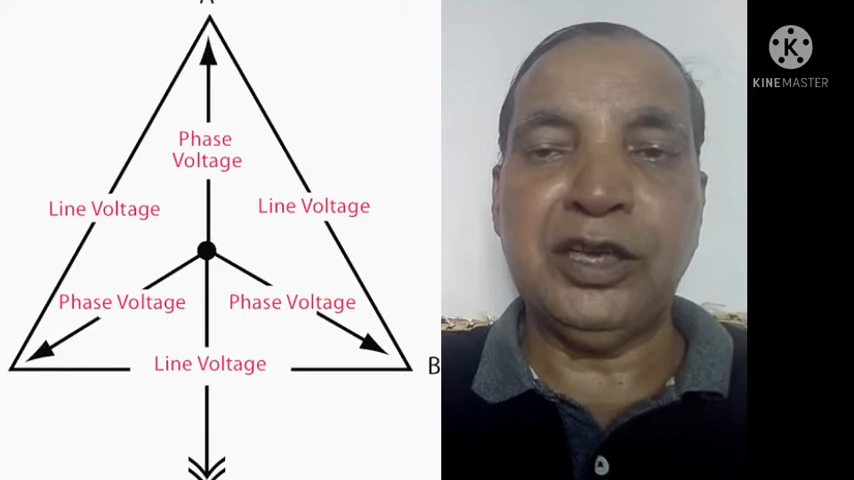 A
Phase
Voltage
Line Voltage
Line Voltage
Phase Voltage
Phase Voltage
Line Voltage
B
K
KINEMASTER